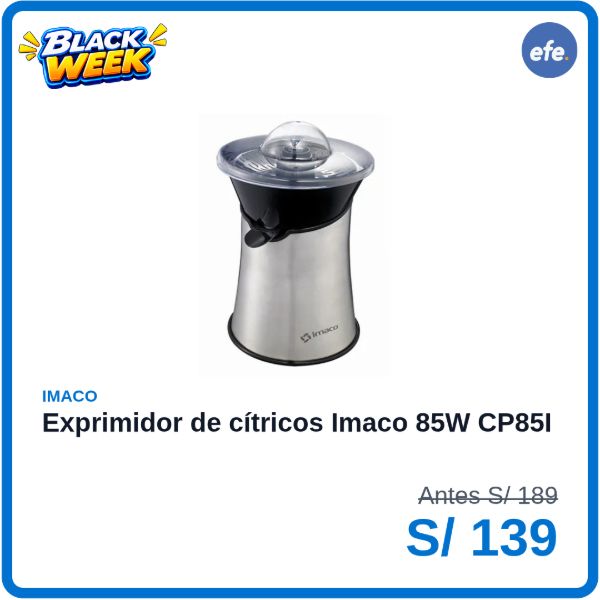 BLACK
WEEK
efe.
imaco
IMACO
Exprimidor de cítricos Imaco 85W CP85I
Antes S/ 189
S/ 139